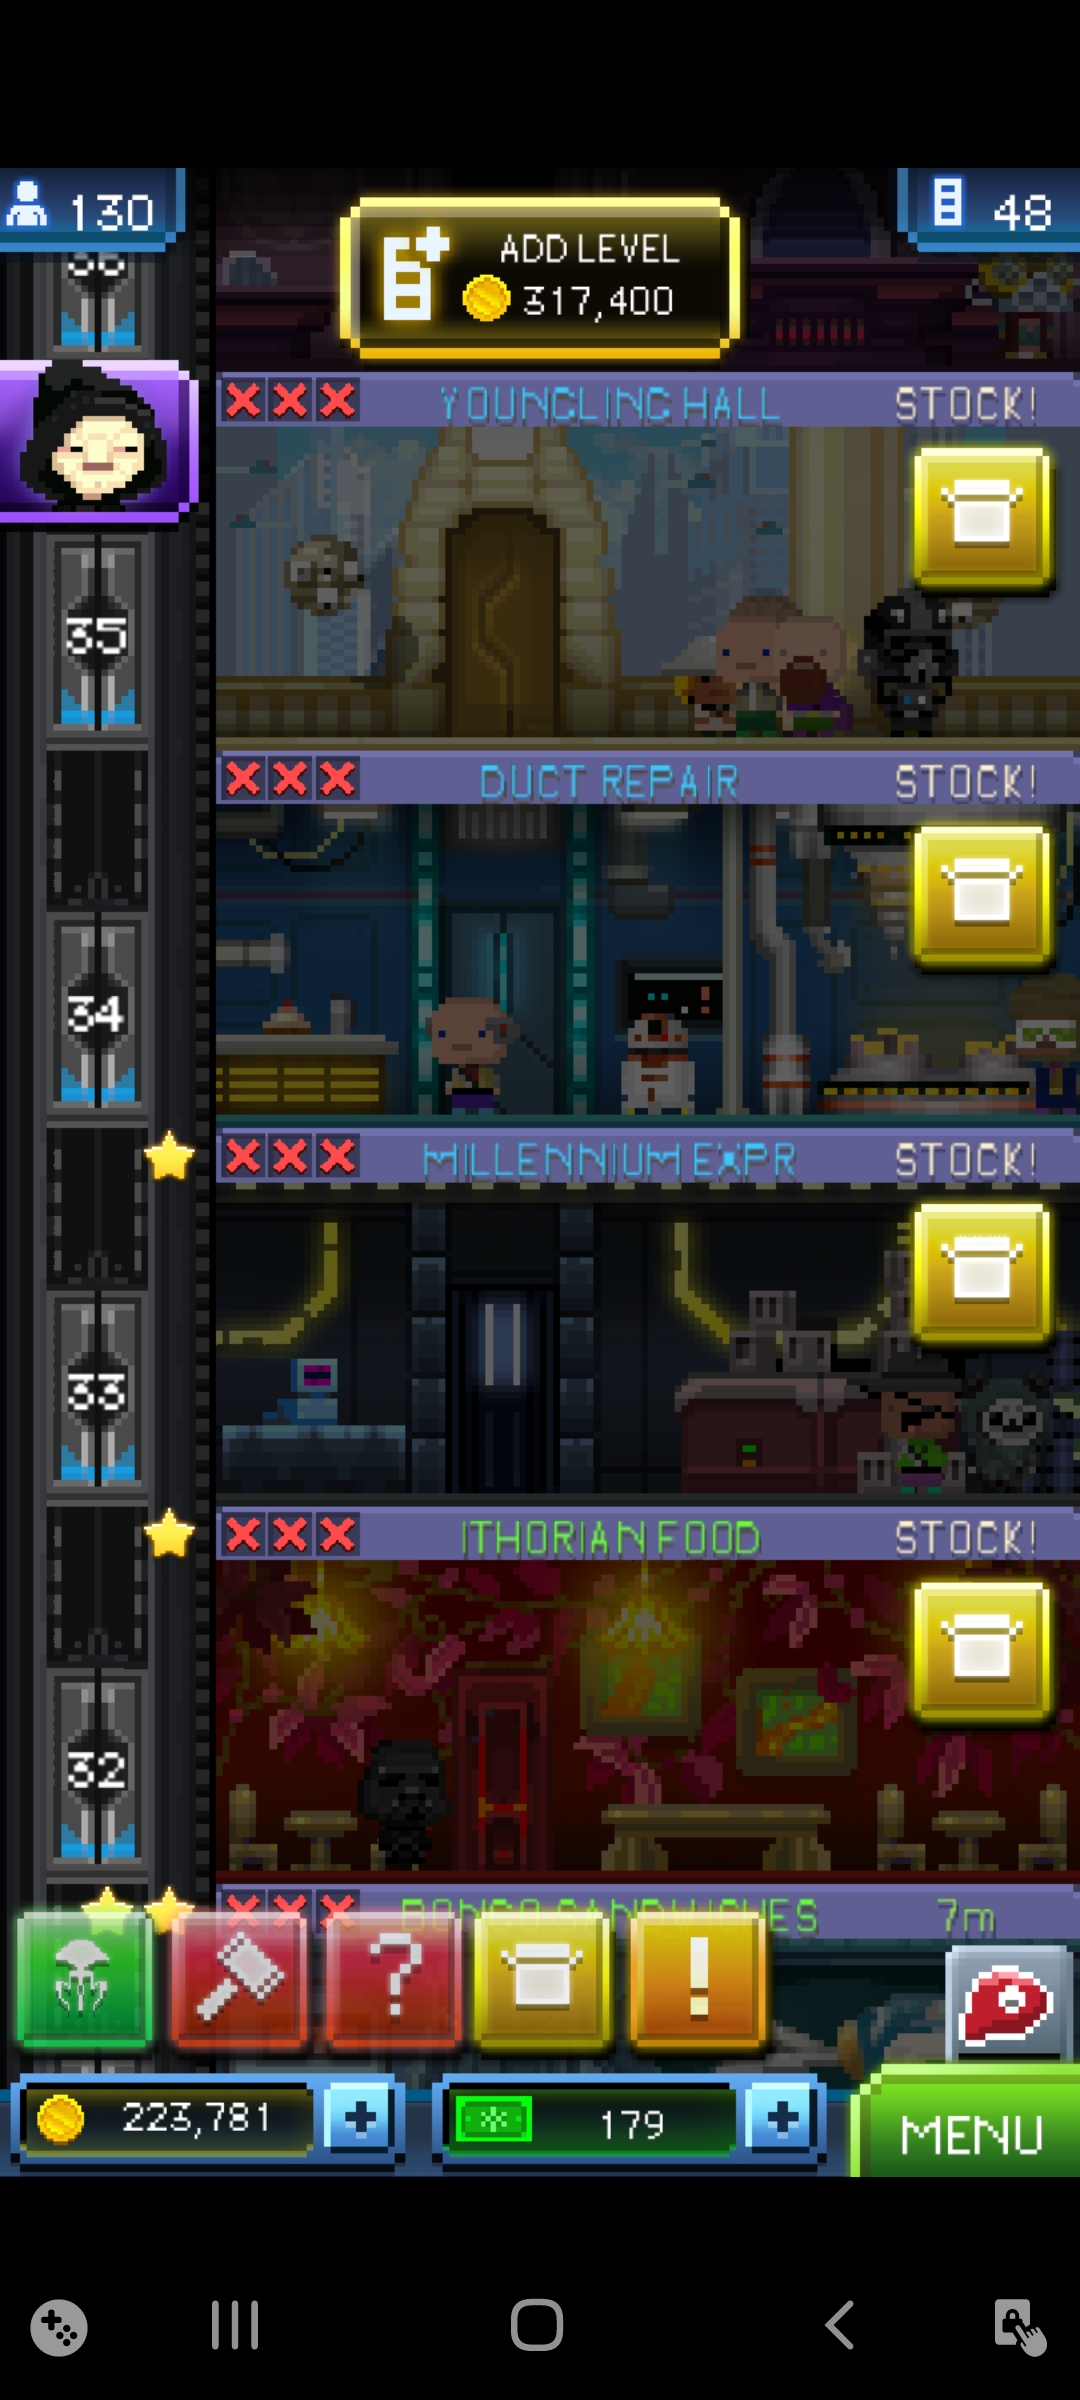 130
ADD LEVEL
317,400
48
36
YOUNGLING HALL
STOCK!
35
DUCT REPAIR
STOCK!
34
MILLENNIUM EXPR
STOCK!
33
ITHORIAN FOOD
STOCK!
32
BONGO SANDWICHES
7m
?
!
223,781
179
MENU